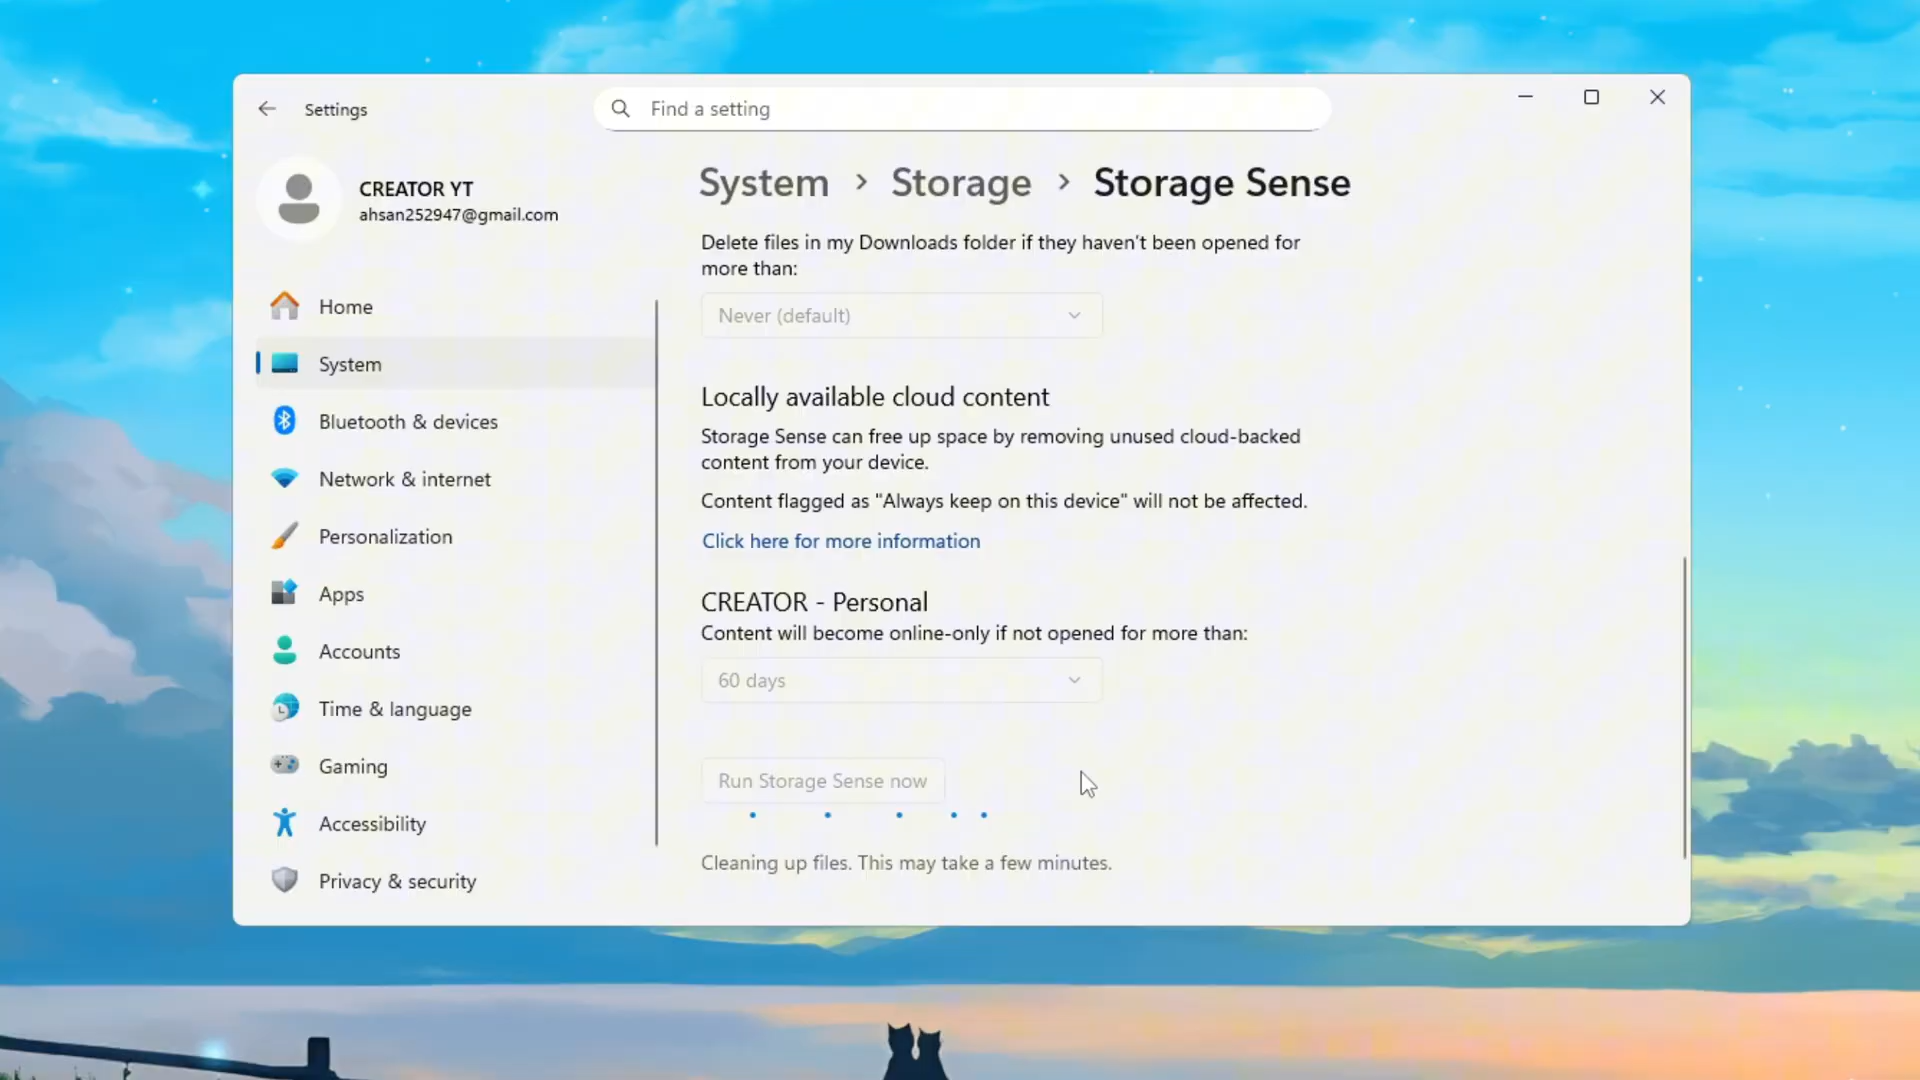 Settings
Find a setting
CREATOR YT
ahsan252947@gmail.com
Home
System
Bluetooth & devices
Network & internet
Personalization
Apps
Accounts
Time & language
Gaming
Accessibility
Privacy & security
System > Storage > Storage Sense
Delete files in my Downloads folder if they haven't been opened for
more than:
Never (default)
Locally available cloud content
Storage Sense can free up space by removing unused cloud-backed
content from your device.
Content flagged as "Always keep on this device" will not be affected.
Click here for more information
CREATOR - Personal
Content will become online-only if not opened for more than:
60 days
Run Storage Sense now
Cleaning up files. This may take a few minutes.